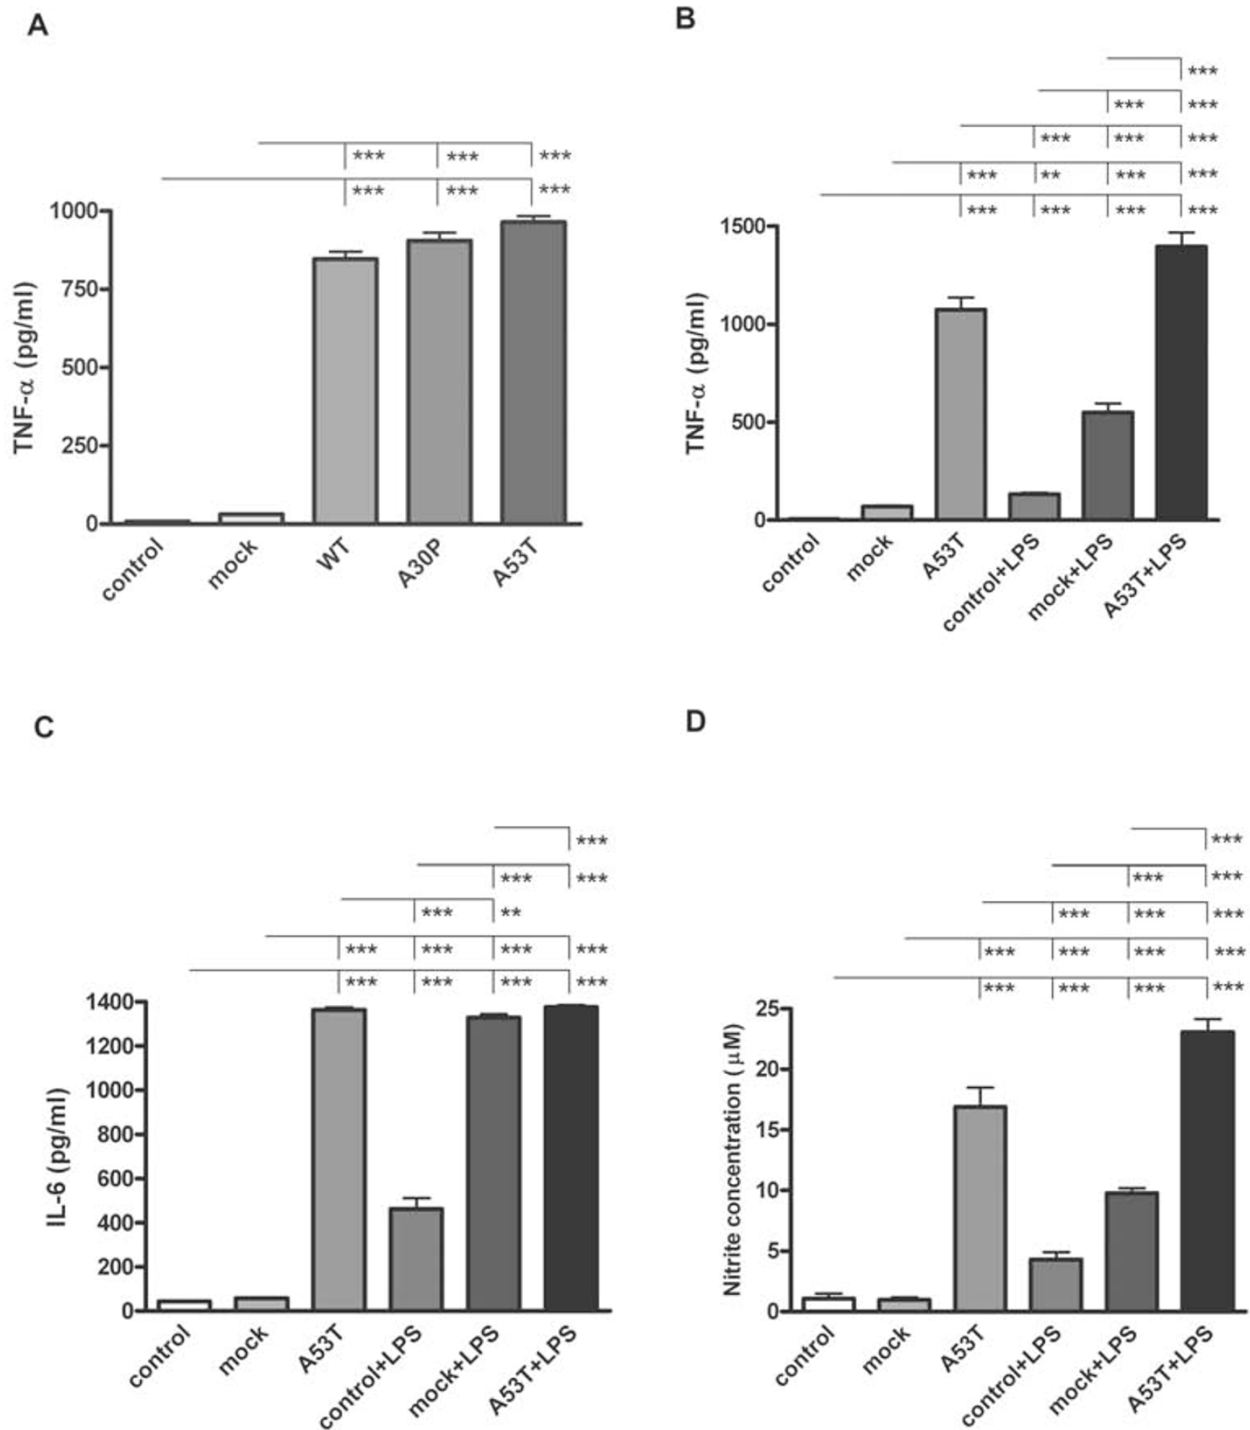 A
*** *** ***
*** *** ***
TNF-α (pg/ml)
1000
750
500
250
0
control
mock
WT
A30P
A53T
B
***
*** ***
*** *** ***
*** ** *** ***
*** *** *** ***
TNF-α (pg/ml)
1500
1000
500
0
control
mock
A53T
control+LPS
mock+LPS
A53T+LPS
C
***
*** ***
*** **
*** *** *** ***
*** *** *** ***
IL-6 (pg/ml)
1400
1200
1000
800
600
400
200
0
control
mock
A53T
control+LPS
mock+LPS
A53T+LPS
D
***
*** ***
*** *** ***
*** *** *** ***
*** *** *** ***
Nitrite concentration (μM)
25
20
15
10
5
0
control
mock
A53T
control+LPS
mock+LPS
A53T+LPS